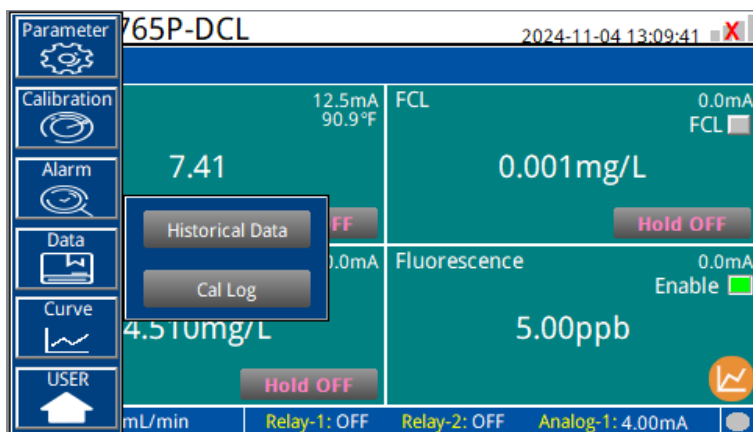 Parameter
765P-DCL
2024-11-04 13:09:41
X
Calibration
12.5mA
90.9°F
FCL
0.0mA
FCL
Alarm
7.41
0.001mg/L
Historical Data
FF
Hold OFF
Data
0.0mA
Fluorescence
0.0mA
Enable
Cal Log
Curve
4.510mg/L
5.00ppb
USER
Hold OFF
mL/min
Relay-1: OFF
Relay-2: OFF
Analog-1: 4.00mA